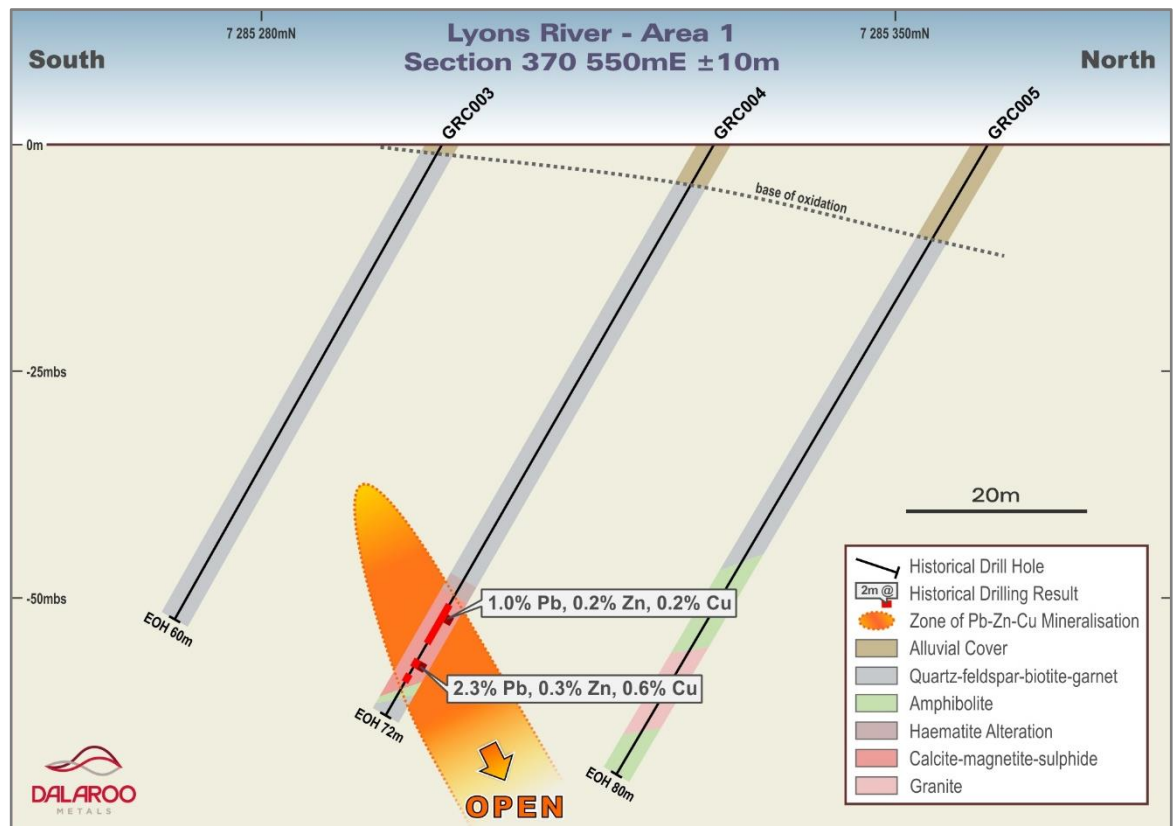 7 285 280mN
Lyons River - Area 1
7 285 350mN
South
Section 370 550mE ±10m
North
GRC003
GRC004
GRC005
0m
base of oxidation
-25mbs
20m
-50mbs
EOH 60m
1.0% Pb, 0.2% Zn, 0.2% Cu
2.3% Pb, 0.3% Zn, 0.6% Cu
EOH 72m
EOH 80m
OPEN
Historical Drill Hole
2m @
Historical Drilling Result
Zone of Pb-Zn-Cu Mineralisation
Alluvial Cover
Quartz-feldspar-biotite-garnet
Amphibolite
Haematite Alteration
Calcite-magnetite-sulphide
Granite
DALAROO
METALS